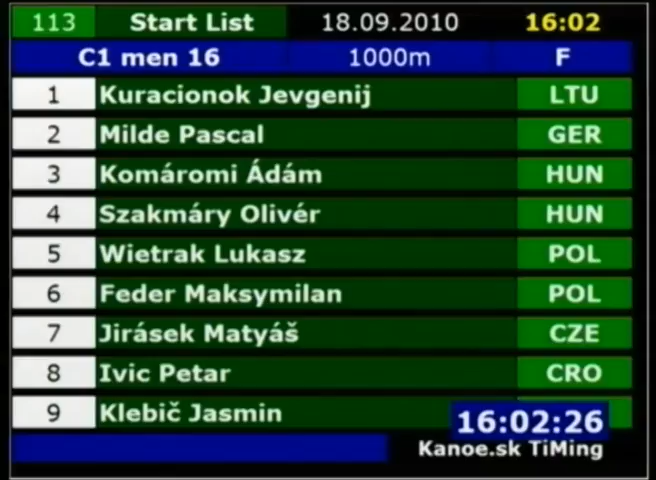 113 Start List 18.09.2010 16:02
C1 men 16 1000m F
1 Kuracionok Jevgenij LTU
2 Milde Pascal GER
3 Komáromi Ádám HUN
4 Szakmáry Olivér HUN
5 Wietrak Lukasz POL
6 Feder Maksymilan POL
7 Jirásek Matyáš CZE
8 Ivic Petar CRO
9 Klebič Jasmin
16:02:26
Kanoe.sk TiMing